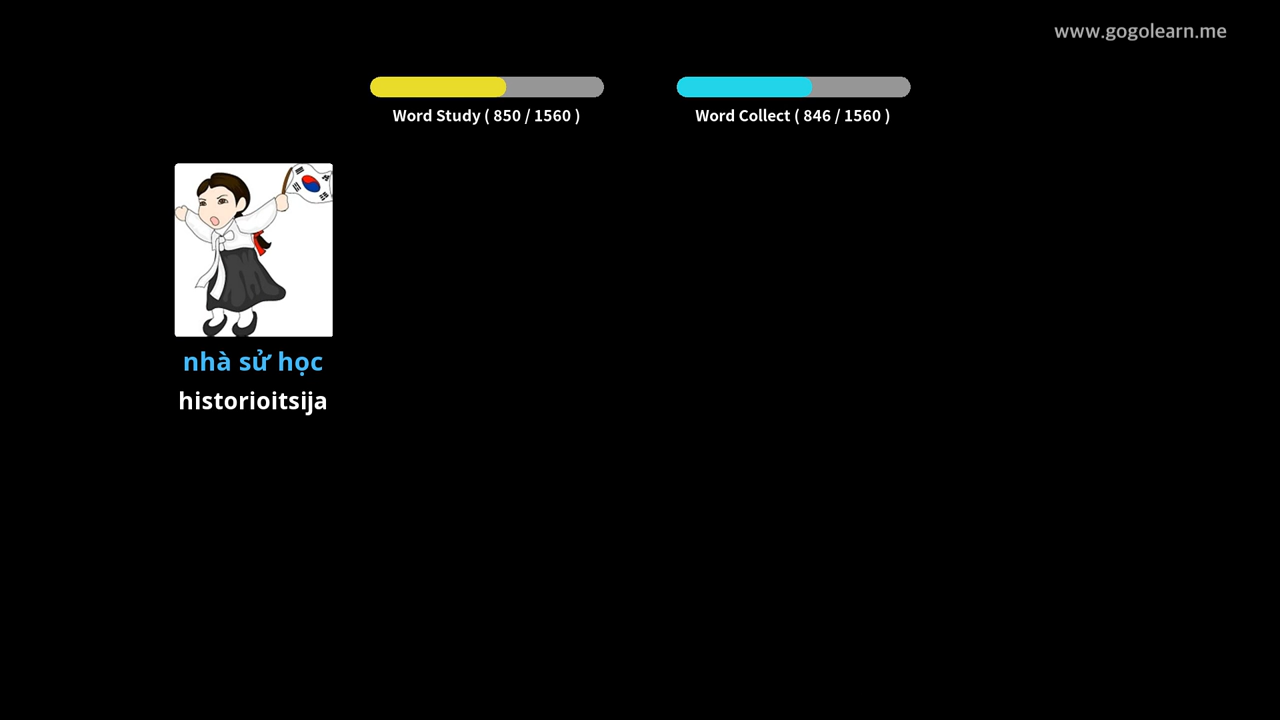 www.gogolearn.me
Word Study ( 850 / 1560 )
Word Collect ( 846 / 1560 )
nhà sử học
historioitsija